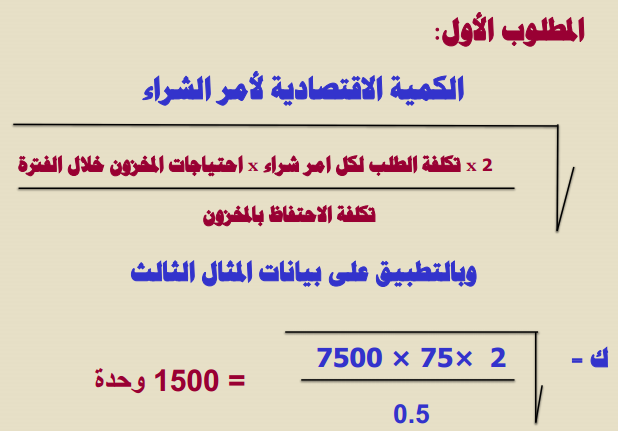 المطلوب الأول:
الكمية الاقتصادية لأمر الشراء
2 x تكلفة الطلب لكل امر شراء x احتياجات المخزون خلال الفترة
تكلفة الاحتفاظ بالمخزون
وبالتطبيق على بيانات المثال الثالث
ك = 2 × 75 × 7500
0.5
= 1500 وحدة